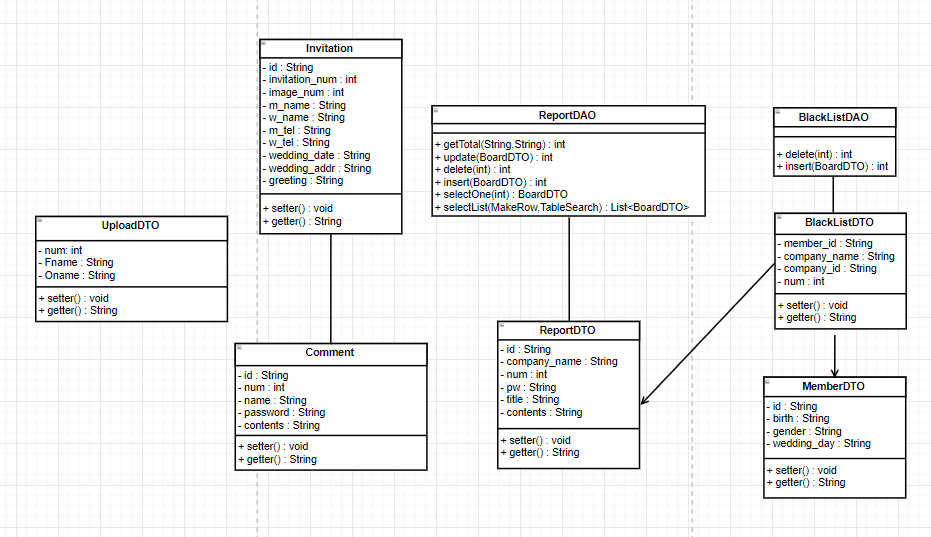 Invitation
- id : String
- invitation_num : int
- image_num : int
- m_name : String
- w_name : String
- m_tel : String
- w_tel : String
- wedding_date : String
- wedding_addr : String
- greeting : String
+ setter() : void
+ getter() : String
ReportDAO
+ getTotal(String,String) : int
+ update(BoardDTO) : int
+ delete(int) : int
+ insert(BoardDTO) : int
+ selectOne(int) : BoardDTO
+ selectList(MakeRow,TableSearch) : List<BoardDTO>
BlackListDAO
+ delete(int) : int
+ insert(BoardDTO) : int
UploadDTO
- num: int
- Fname : String
- Oname : String
+ setter() : void
+ getter() : String
BlackListDTO
- member_id : String
- company_name : String
- company_id : String
- num : int
+ setter() : void
+ getter() : String
Comment
- id : String
- num : int
- name : String
- password : String
- contents : String
+ setter() : void
+ getter() : String
ReportDTO
- id : String
- company_name : String
- num : int
- pw : String
- title : String
- contents : String
+ setter() : void
+ getter() : String
MemberDTO
- id : String
- birth : String
- gender : String
- wedding_day : String
+ setter() : void
+ getter() : String